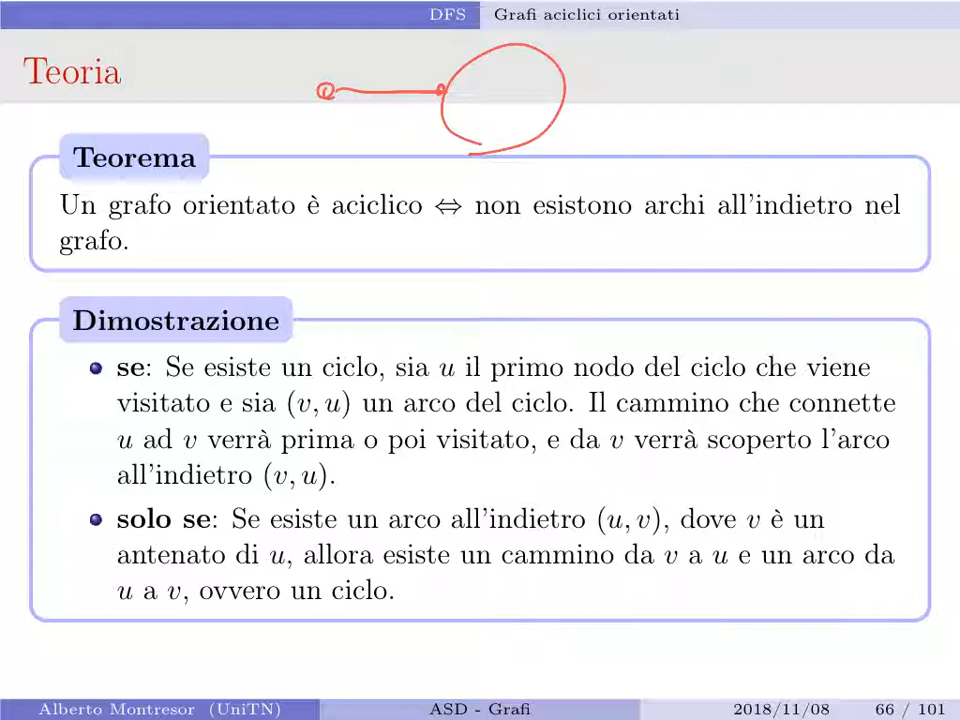 DFS Grafi aciclici orientati
Teoria
Teorema
Un grafo orientato è aciclico ⇔ non esistono archi all'indietro nel
grafo.
Dimostrazione
se: Se esiste un ciclo, sia u il primo nodo del ciclo che viene
visitato e sia (v, u) un arco del ciclo. Il cammino che connette
u ad v verrà prima o poi visitato, e da v verrà scoperto l'arco
all'indietro (v, u).
solo se: Se esiste un arco all'indietro (u, v), dove v è un
antenato di u, allora esiste un cammino da v a u e un arco da
u a v, ovvero un ciclo.
Alberto Montresor (UniTN) ASD - Grafi 2018/11/08 66 / 101